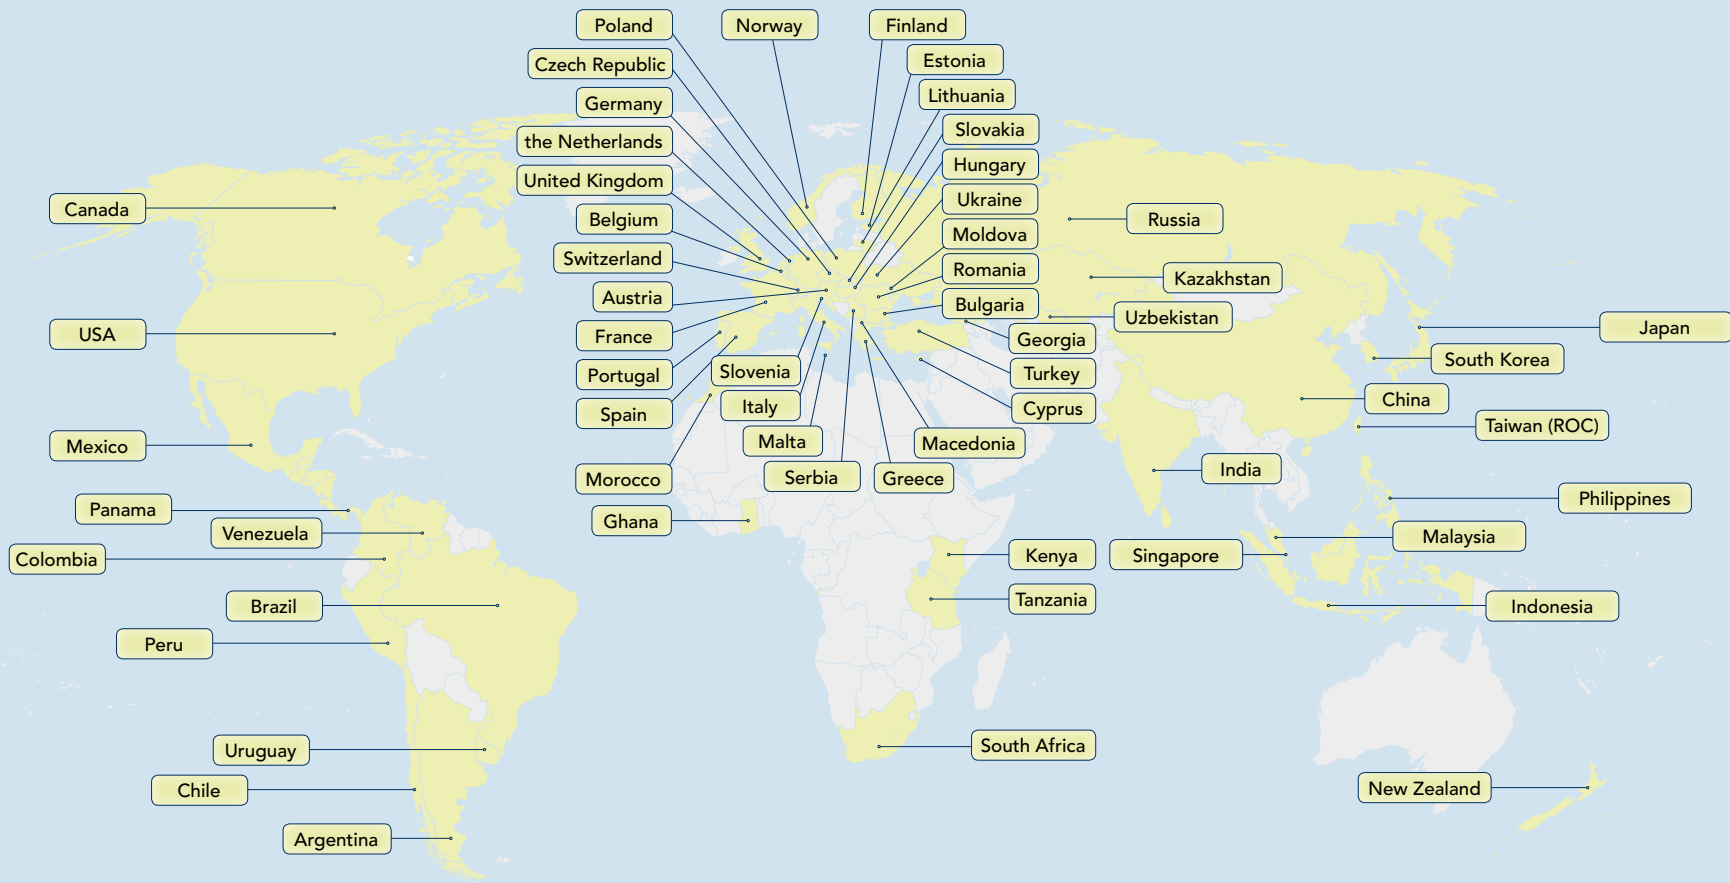 Poland
Norway
Finland
Czech Republic
Estonia
Germany
Lithuania
the Netherlands
Slovakia
United Kingdom
Hungary
Canada
Belgium
Ukraine
Russia
Switzerland
Moldova
Austria
Romania
Kazakhstan
USA
France
Bulgaria
Uzbekistan
Japan
Portugal
Slovenia
Georgia
South Korea
Spain
Italy
Turkey
China
Mexico
Malta
Cyprus
Taiwan (ROC)
Morocco
Serbia
Greece
Macedonia
India
Panama
Ghana
Philippines
Venezuela
Malaysia
Colombia
Kenya
Singapore
Brazil
Tanzania
Indonesia
Peru
Uruguay
South Africa
Chile
New Zealand
Argentina